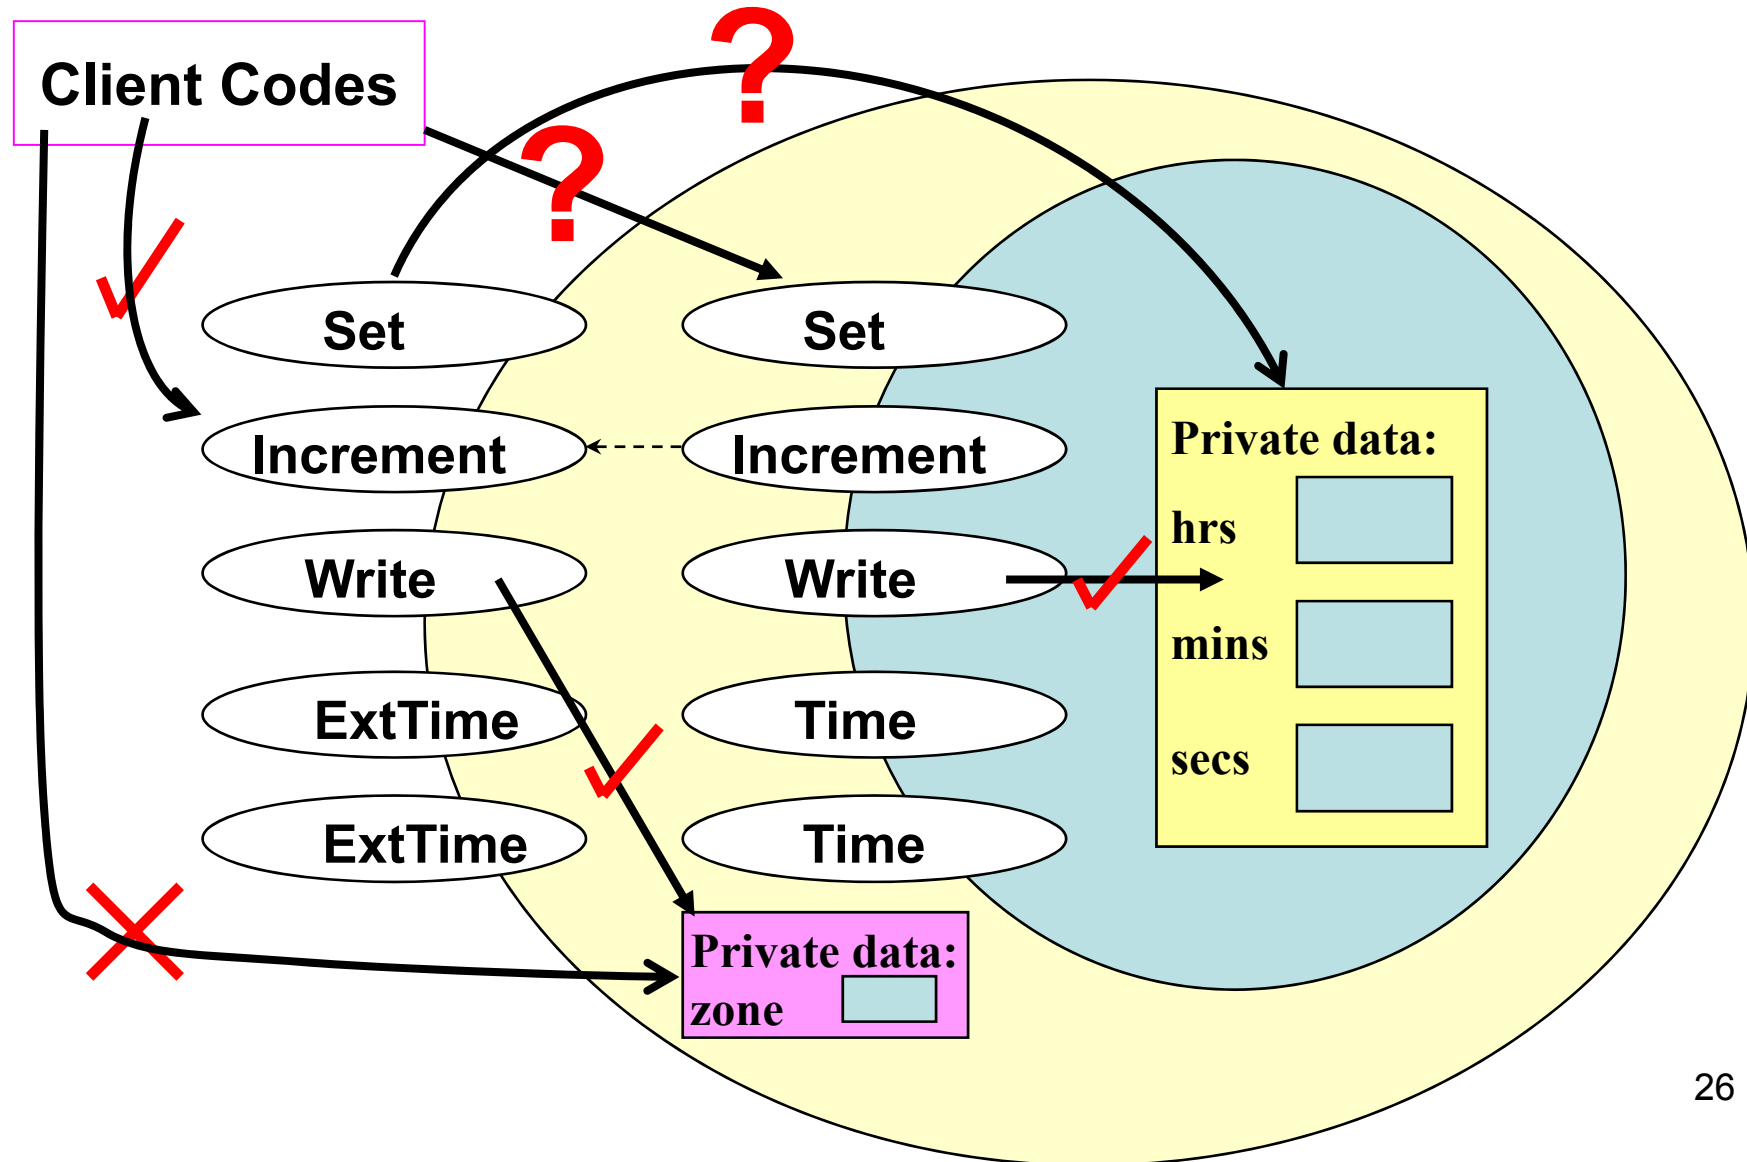 Client Codes
?
?
Set
Set
Increment
Increment
Write
Write
ExtTime
Time
ExtTime
Time
Private data:
hrs
mins
secs
Private data:
zone
26